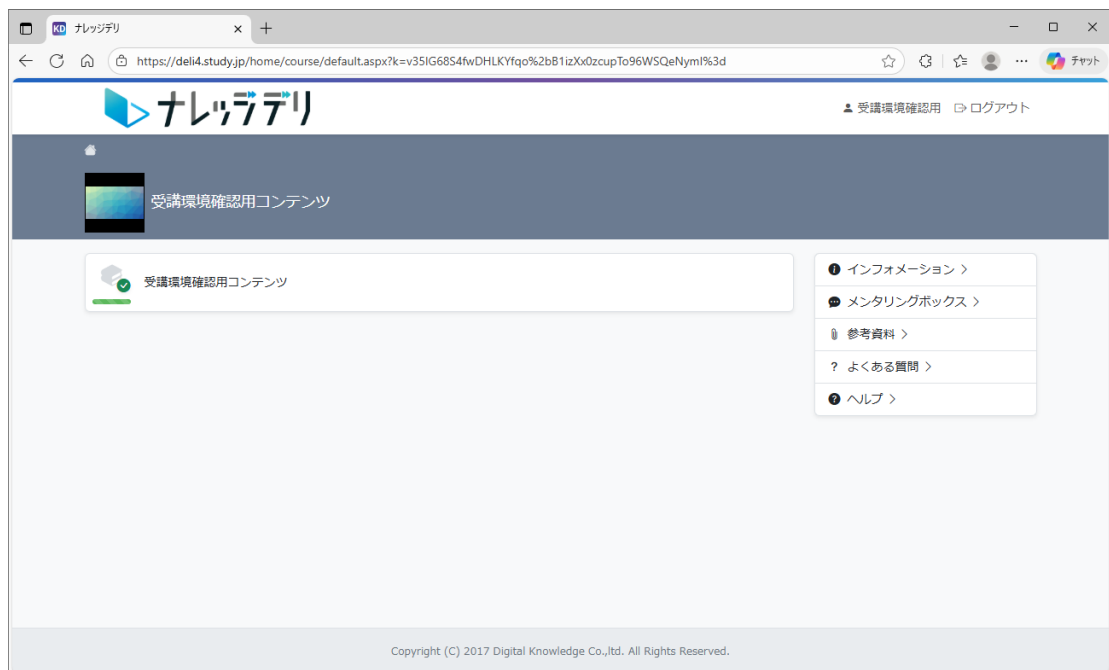 KD ナレッジデリ
https://deli4.study.jp/home/course/default.aspx?k=v35IG68S4fwDHLKYfqo%2bB1izXx0zcupTo96WSQeNymI%3d
チャット
ナレッジデリ
受講環境確認用 ログアウト
受講環境確認用コンテンツ
受講環境確認用コンテンツ
インフォメーション
メンタリングボックス
参考資料
? よくある質問
ヘルプ
Copyright (C) 2017 Digital Knowledge Co.,ltd. All Rights Reserved.